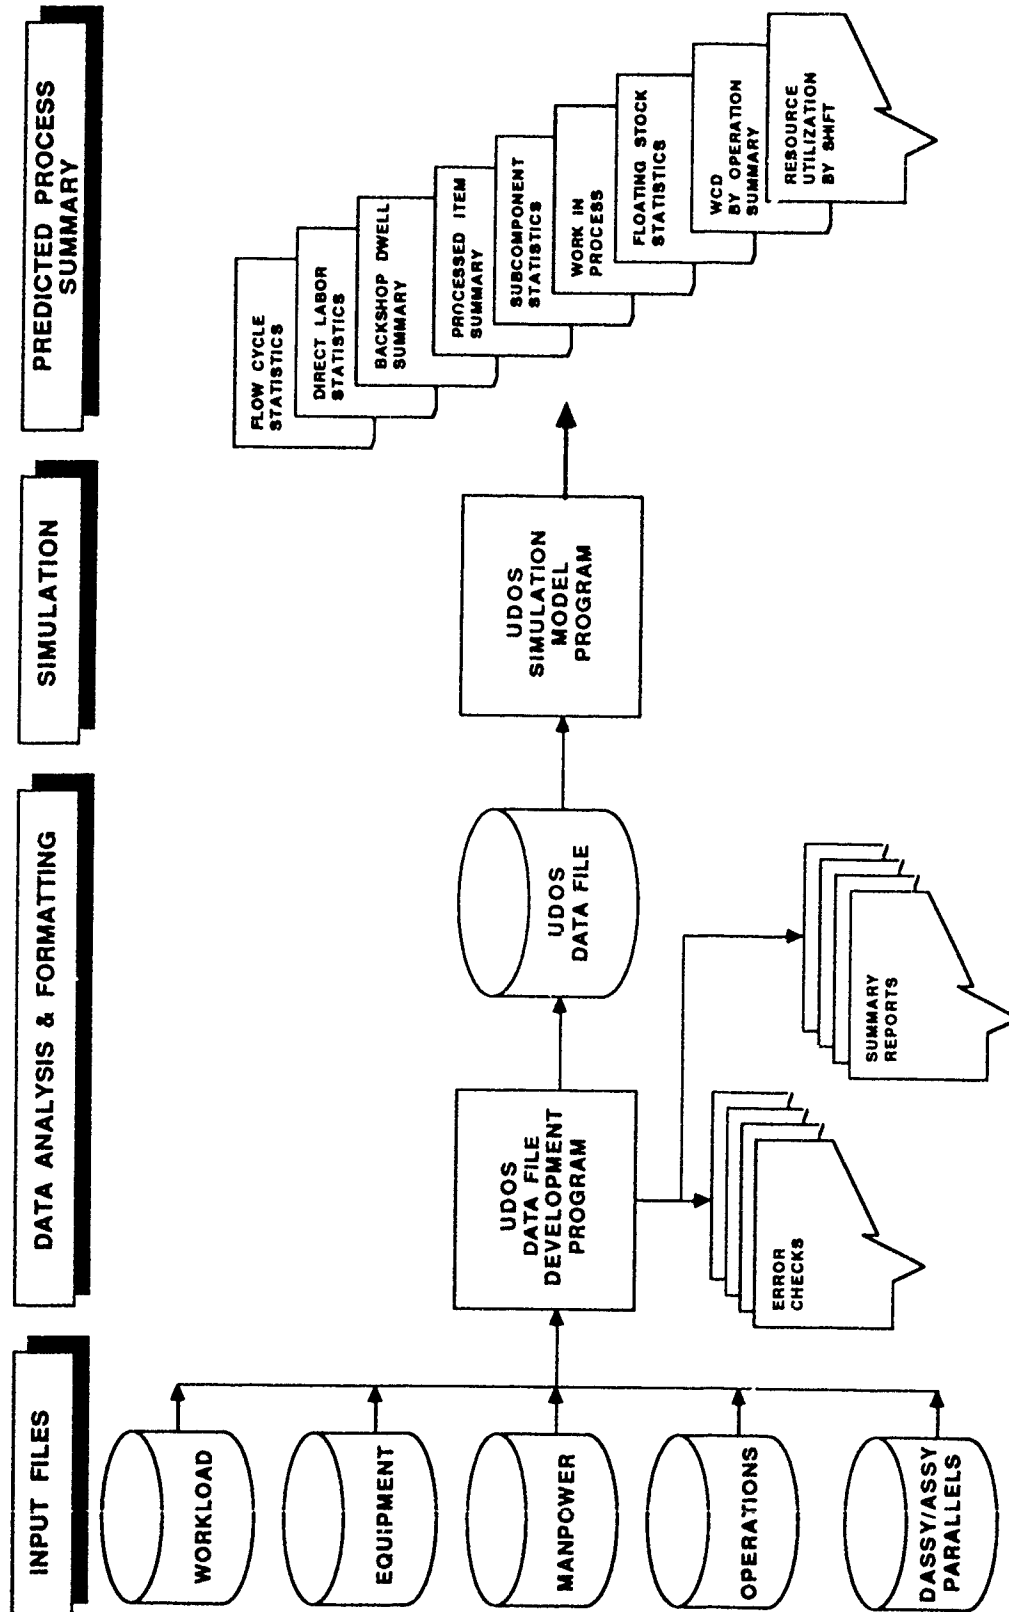 INPUT FILES
DATA ANALYSIS & FORMATTING
SIMULATION
PREDICTED PROCESS
SUMMARY
WORKLOAD
EQUIPMENT
MANPOWER
OPERATIONS
DASSY/ASSY
PARALLELS
UDOS
DATA FILE
DEVELOPMENT
PROGRAM
ERROR
CHECKS
SUMMARY
REPORTS
UDOS
DATA FILE
UDOS
SIMULATION
MODEL
PROGRAM
FLOW CYCLE
STATISTICS
DIRECT LABOR
STATISTICS
BACKSHOP DWELL
SUMMARY
PROCESSED ITEM
SUMMARY
SUBCOMPONENT
STATISTICS
WORK IN
PROCESS
FLOATING STOCK
STATISTICS
WCD
BY OPERATION
SUMMARY
RESOURCE
UTILIZATION
BY SHIFT